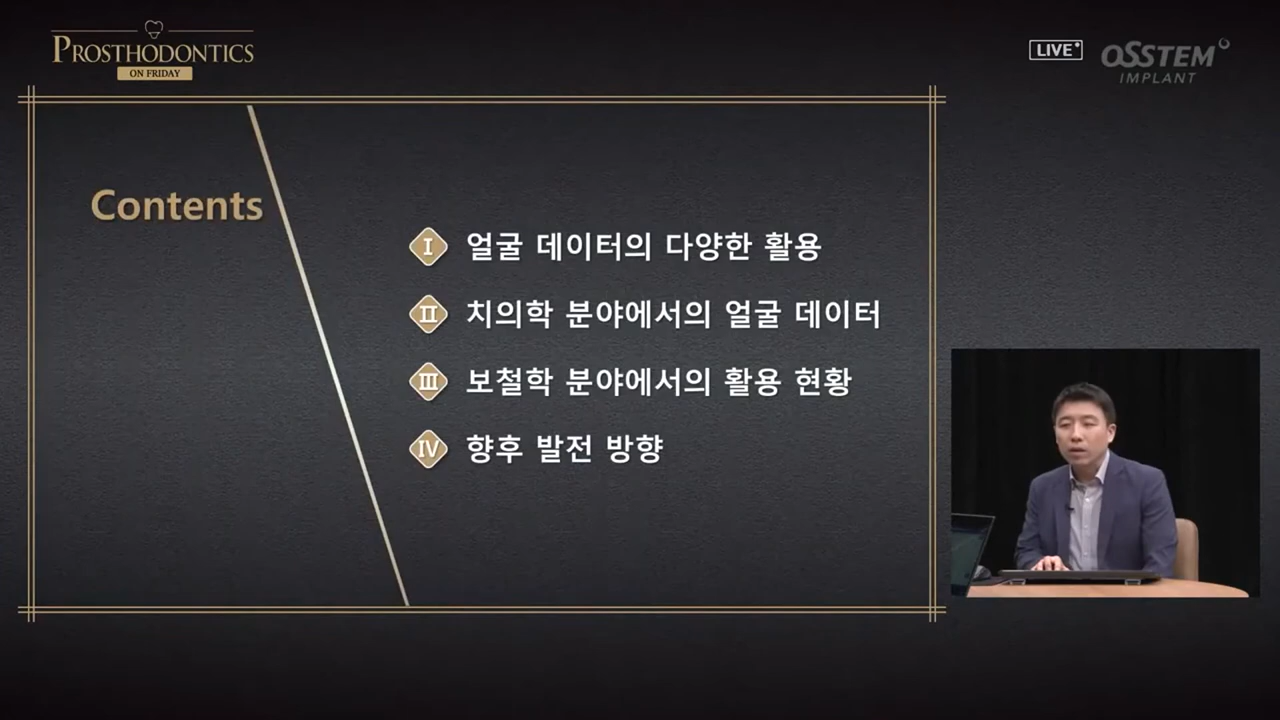 PROSTHODONTICS
ON FRIDAY
LIVE
OSSTEM
IMPLANT
Contents
Ⅰ 얼굴 데이터의 다양한 활용
Ⅱ 치의학 분야에서의 얼굴 데이터
Ⅲ 보철학 분야에서의 활용 현황
Ⅳ 향후 발전 방향